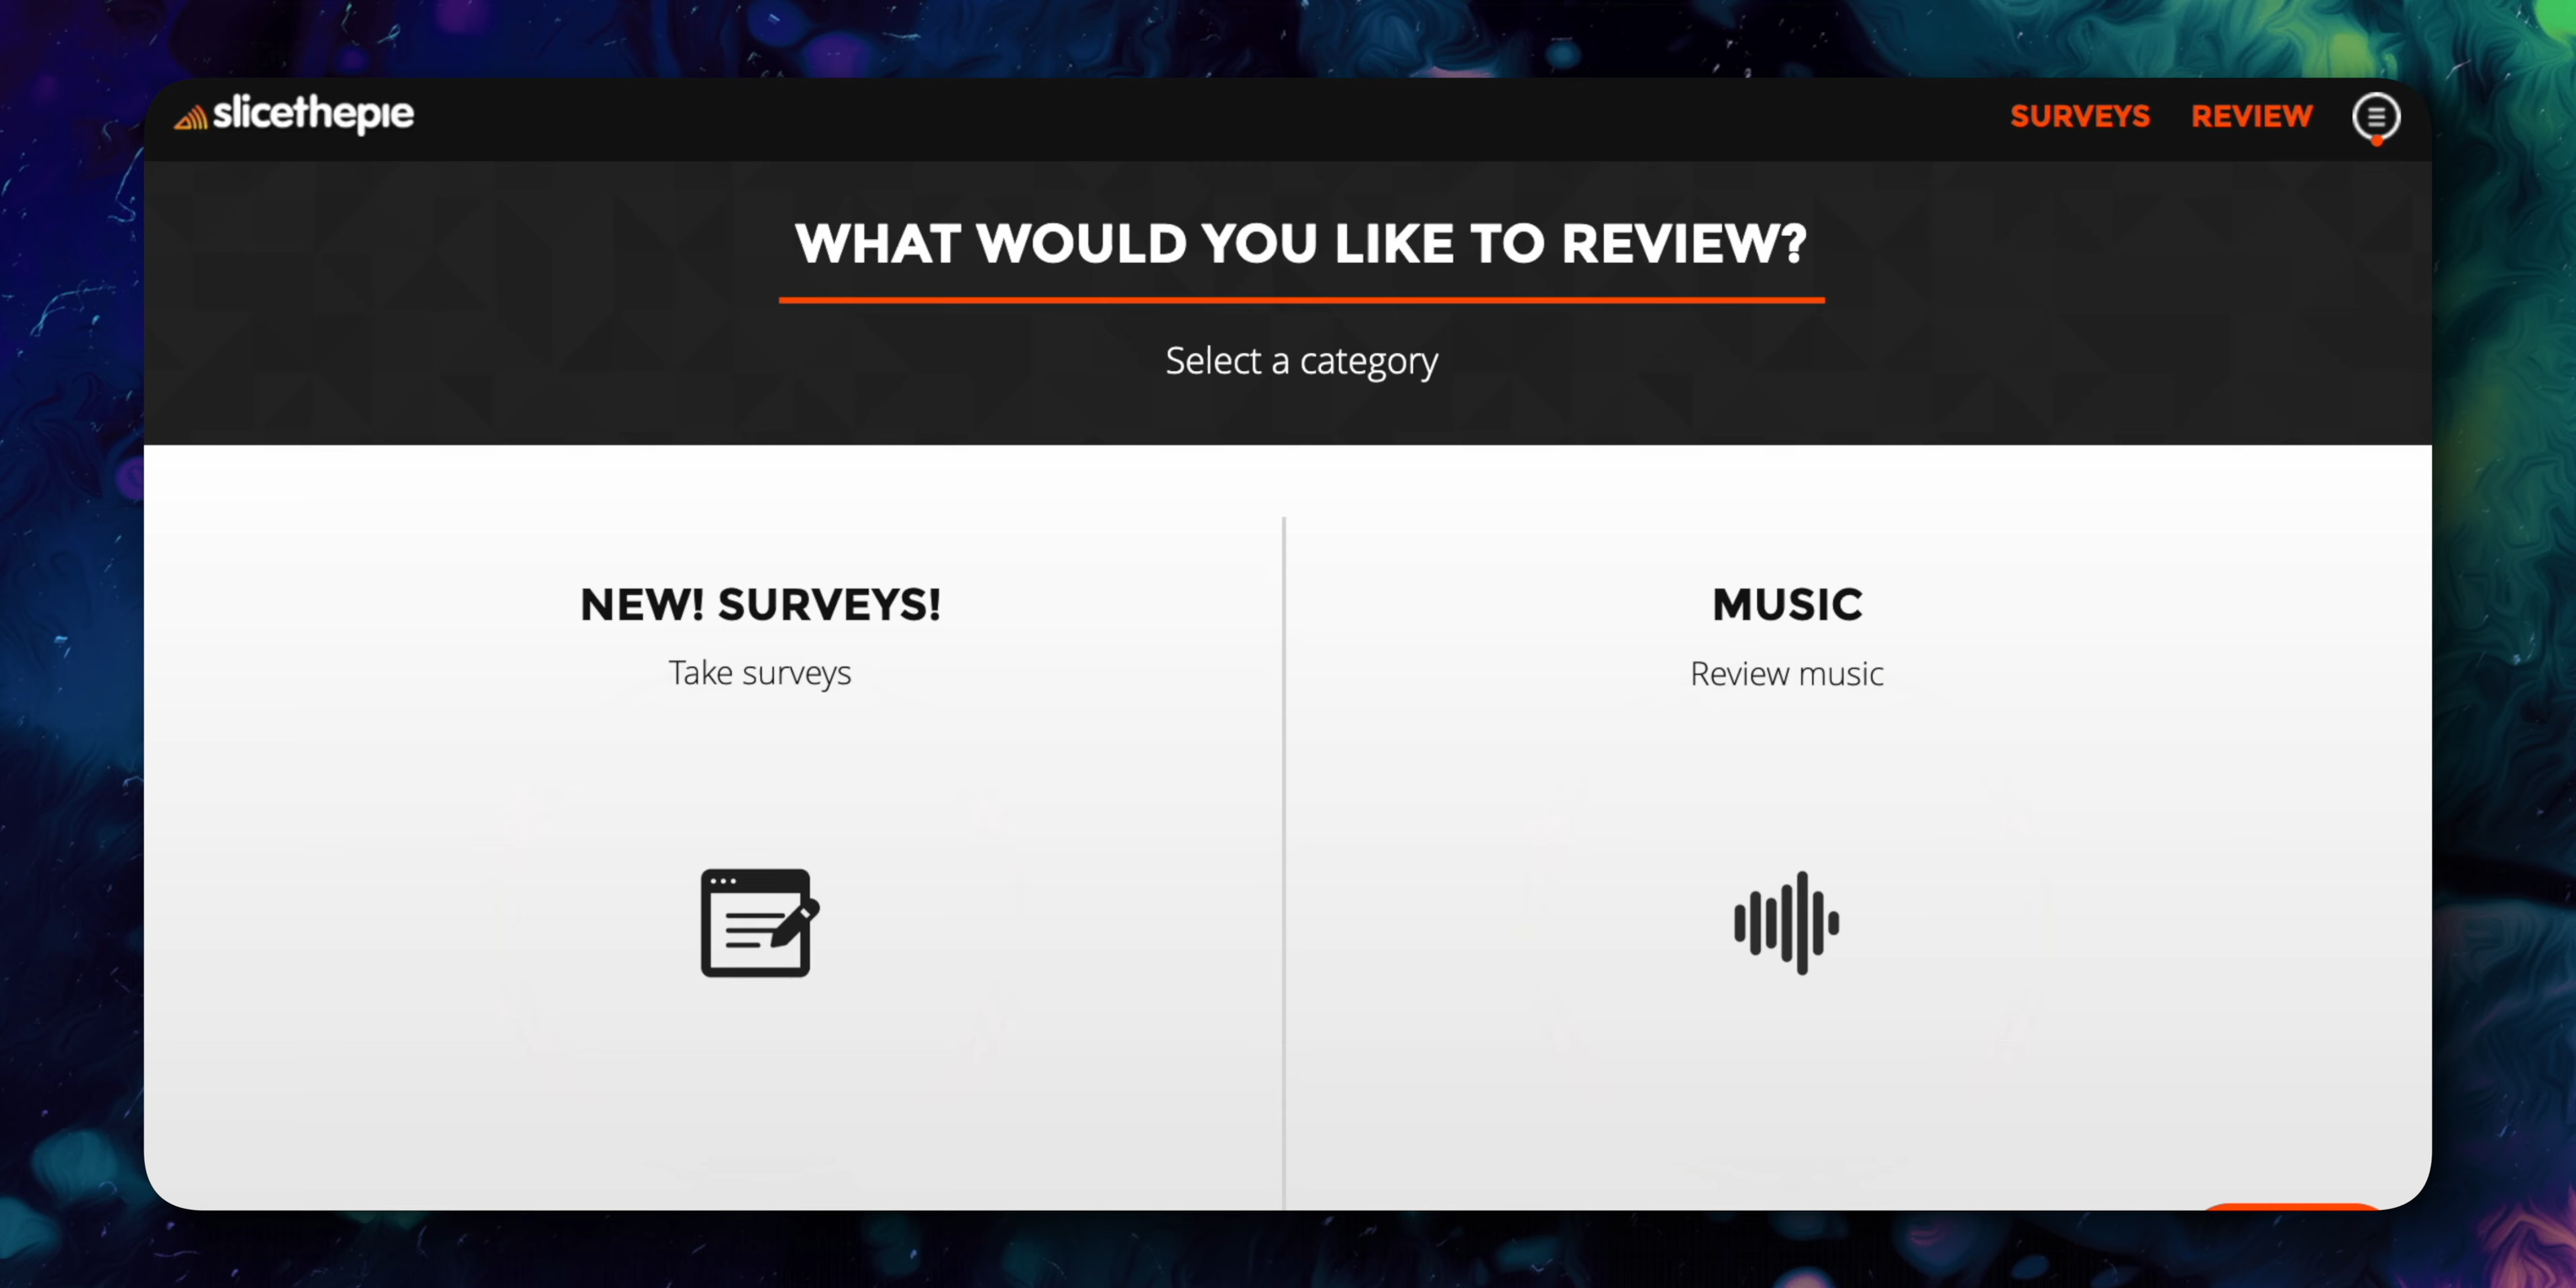 slicethepie
SURVEYS
REVIEW
WHAT WOULD YOU LIKE TO REVIEW?
Select a category
NEW! SURVEYS!
Take surveys
MUSIC
Review music